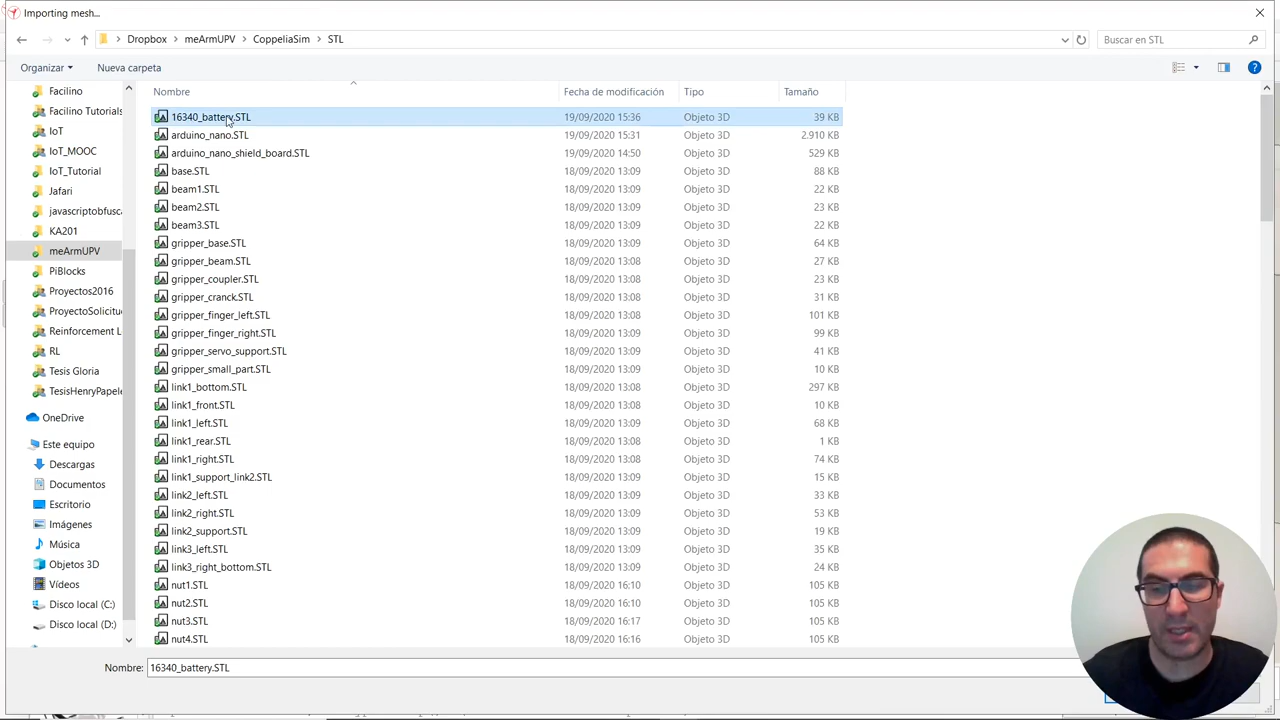 Importing mesh...
Dropbox > meArmUPV > CoppeliaSim > STL
Buscar en STL
Organizar
Nueva carpeta
Nombre
Fecha de modificación
Tipo
Tamaño
Facilino
Facilino Tutorials
IoT
IoT_MOOC
IoT_Tutorial
Jafari
javascriptobfusca
KA201
meArmUPV
PiBlocks
Proyectos2016
ProyectoSolicitud
Reinforcement L
RL
Tesis Gloria
TesisHenryPapele
OneDrive
Este equipo
Descargas
Documentos
Escritorio
Imágenes
Música
Objetos 3D
Vídeos
Disco local (C:)
Disco local (D:)
16340_battery.STL 19/09/2020 15:36 Objeto 3D 39 KB
arduino_nano.STL 19/09/2020 15:31 Objeto 3D 2.910 KB
arduino_nano_shield_board.STL 19/09/2020 14:50 Objeto 3D 529 KB
base.STL 18/09/2020 13:09 Objeto 3D 88 KB
beam1.STL 18/09/2020 13:09 Objeto 3D 22 KB
beam2.STL 18/09/2020 13:09 Objeto 3D 23 KB
beam3.STL 18/09/2020 13:09 Objeto 3D 22 KB
gripper_base.STL 18/09/2020 13:09 Objeto 3D 64 KB
gripper_beam.STL 18/09/2020 13:08 Objeto 3D 27 KB
gripper_coupler.STL 18/09/2020 13:08 Objeto 3D 23 KB
gripper_cranck.STL 18/09/2020 13:08 Objeto 3D 31 KB
gripper_finger_left.STL 18/09/2020 13:08 Objeto 3D 101 KB
gripper_finger_right.STL 18/09/2020 13:08 Objeto 3D 99 KB
gripper_servo_support.STL 18/09/2020 13:09 Objeto 3D 41 KB
gripper_small_part.STL 18/09/2020 13:09 Objeto 3D 10 KB
link1_bottom.STL 18/09/2020 13:08 Objeto 3D 297 KB
link1_front.STL 18/09/2020 13:08 Objeto 3D 10 KB
link1_left.STL 18/09/2020 13:08 Objeto 3D 68 KB
link1_rear.STL 18/09/2020 13:08 Objeto 3D 1 KB
link1_right.STL 18/09/2020 13:08 Objeto 3D 74 KB
link1_support_link2.STL 18/09/2020 13:09 Objeto 3D 15 KB
link2_left.STL 18/09/2020 13:09 Objeto 3D 33 KB
link2_right.STL 18/09/2020 13:09 Objeto 3D 53 KB
link2_support.STL 18/09/2020 13:09 Objeto 3D 19 KB
link3_left.STL 18/09/2020 13:09 Objeto 3D 35 KB
link3_right_bottom.STL 18/09/2020 13:09 Objeto 3D 24 KB
nut1.STL 18/09/2020 16:10 Objeto 3D 105 KB
nut2.STL 18/09/2020 16:10 Objeto 3D 105 KB
nut3.STL 18/09/2020 16:17 Objeto 3D 105 KB
nut4.STL 18/09/2020 16:16 Objeto 3D 105 KB
Nombre: 16340_battery.STL